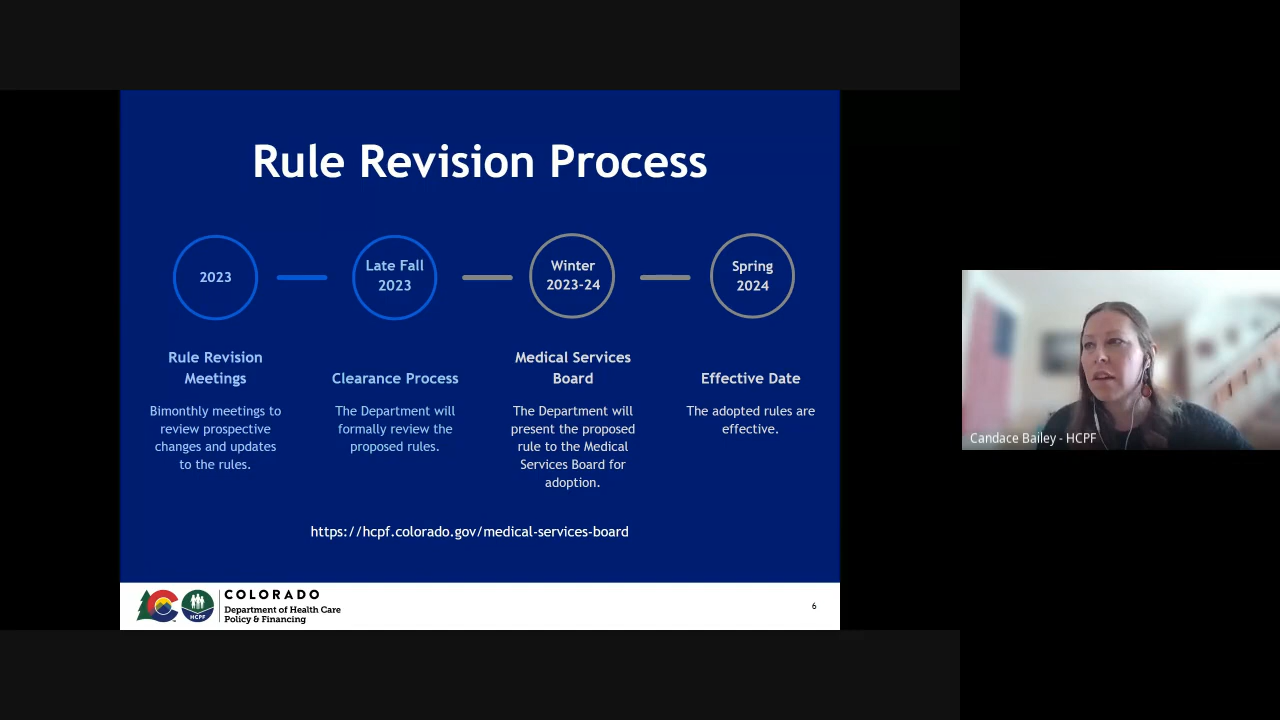 Rule Revision Process
2023
Late Fall
2023
Winter
2023-24
Spring
2024
Rule Revision
Meetings
Bimonthly meetings to
review prospective
changes and updates
to the rules.
Clearance Process
The Department will
formally review the
proposed rules.
Medical Services
Board
The Department will
present the proposed
rule to the Medical
Services Board for
adoption.
Effective Date
The adopted rules are
effective.
https://hcpf.colorado.gov/medical-services-board
HCPF
COLORADO
Department of Health Care
Policy & Financing
6
Candace Bailey - HCPF